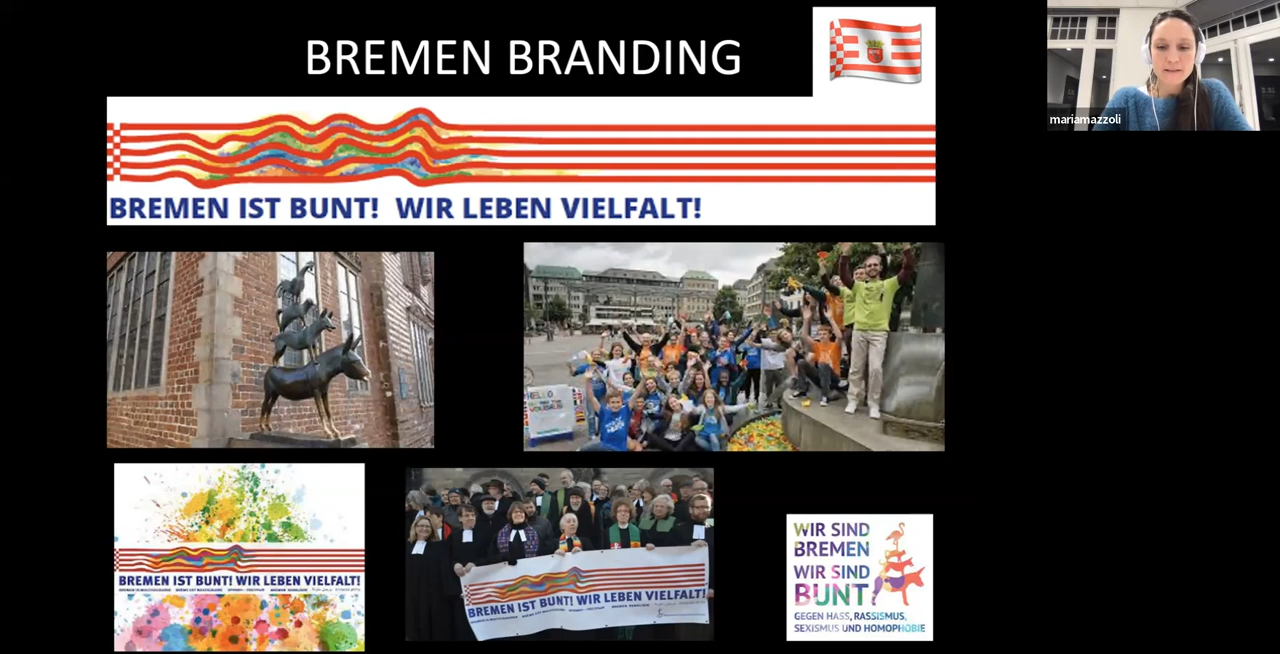 BREMEN BRANDING
mariamazzoli
BREMEN IST BUNT! WIR LEBEN VIELFALT!
HELLO
BREMEN IST BUNT! WIR LEBEN VIELFALT!
BREMEN IST BUNT! WIR LEBEN VIELFALT!
WIR SIND
BREMEN
WIR SIND
BUNT
GEGEN HASS, RASSISMUS,
SEXISMUS UND HOMOPHOBIE